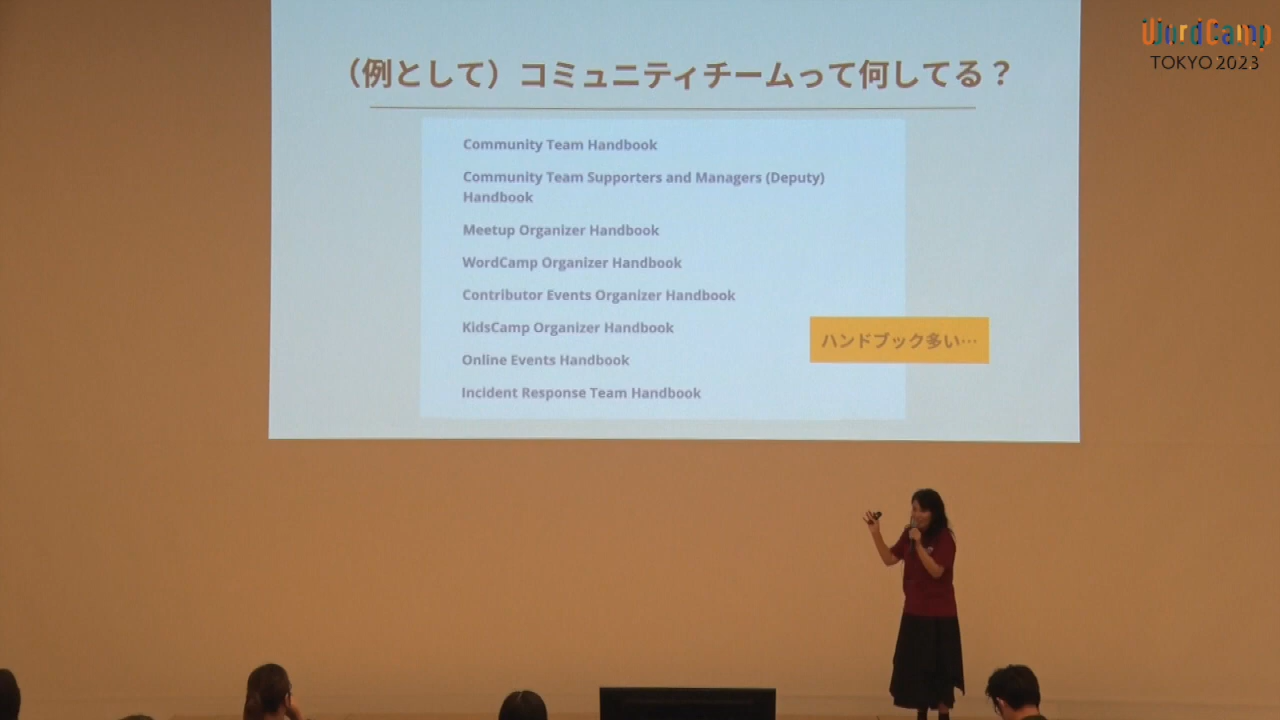 WordCamp
TOKYO 2023
（例として）コミュニティチームって何してる？
Community Team Handbook
Community Team Supporters and Managers (Deputy)
Handbook
Meetup Organizer Handbook
WordCamp Organizer Handbook
Contributor Events Organizer Handbook
KidsCamp Organizer Handbook
ハンドブック多い…
Online Events Handbook
Incident Response Team Handbook